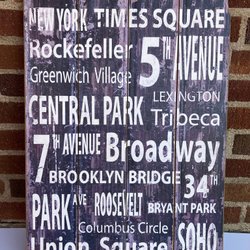 NEW YORK TIMES SQUARE
Rockefeller
5TH AVENUE
Greenwich Village
LEXINGTON
CENTRAL PARK
Tribeca
7TH AVENUE Broadway
BROOKLYN BRIDGE 34TH
PARK AVE ROOSEVELT BRYANT PARK
Columbus Circle
Union Square SOHO